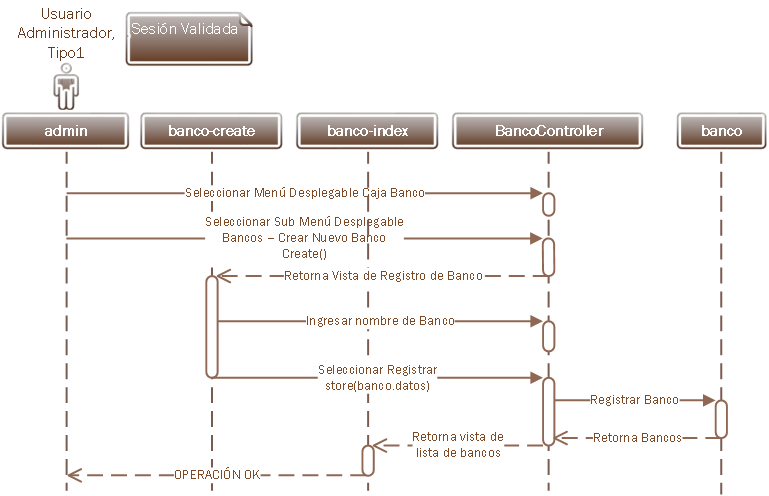 Usuario
Administrador,
Tipo1
Sesión Validada
admin
banco-create
banco-index
BancoController
banco
Seleccionar Menú Desplegable Caja Banco
Seleccionar Sub Menú Desplegable
Bancos – Crear Nuevo Banco
Create()
Retorna Vista de Registro de Banco
Ingresar nombre de Banco
Seleccionar Registrar
store(banco.datos)
Registrar Banco
Retorna Bancos
Retorna vista de
lista de bancos
OPERACIÓN OK